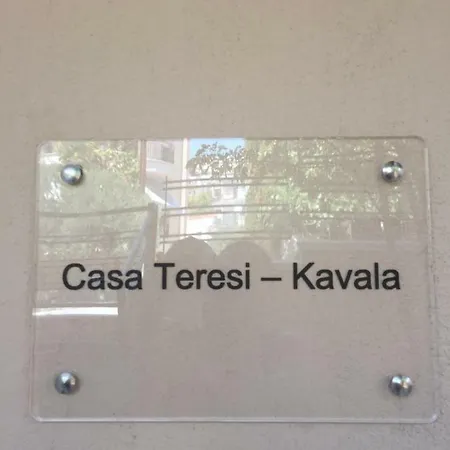 Casa Teresi – Kavala